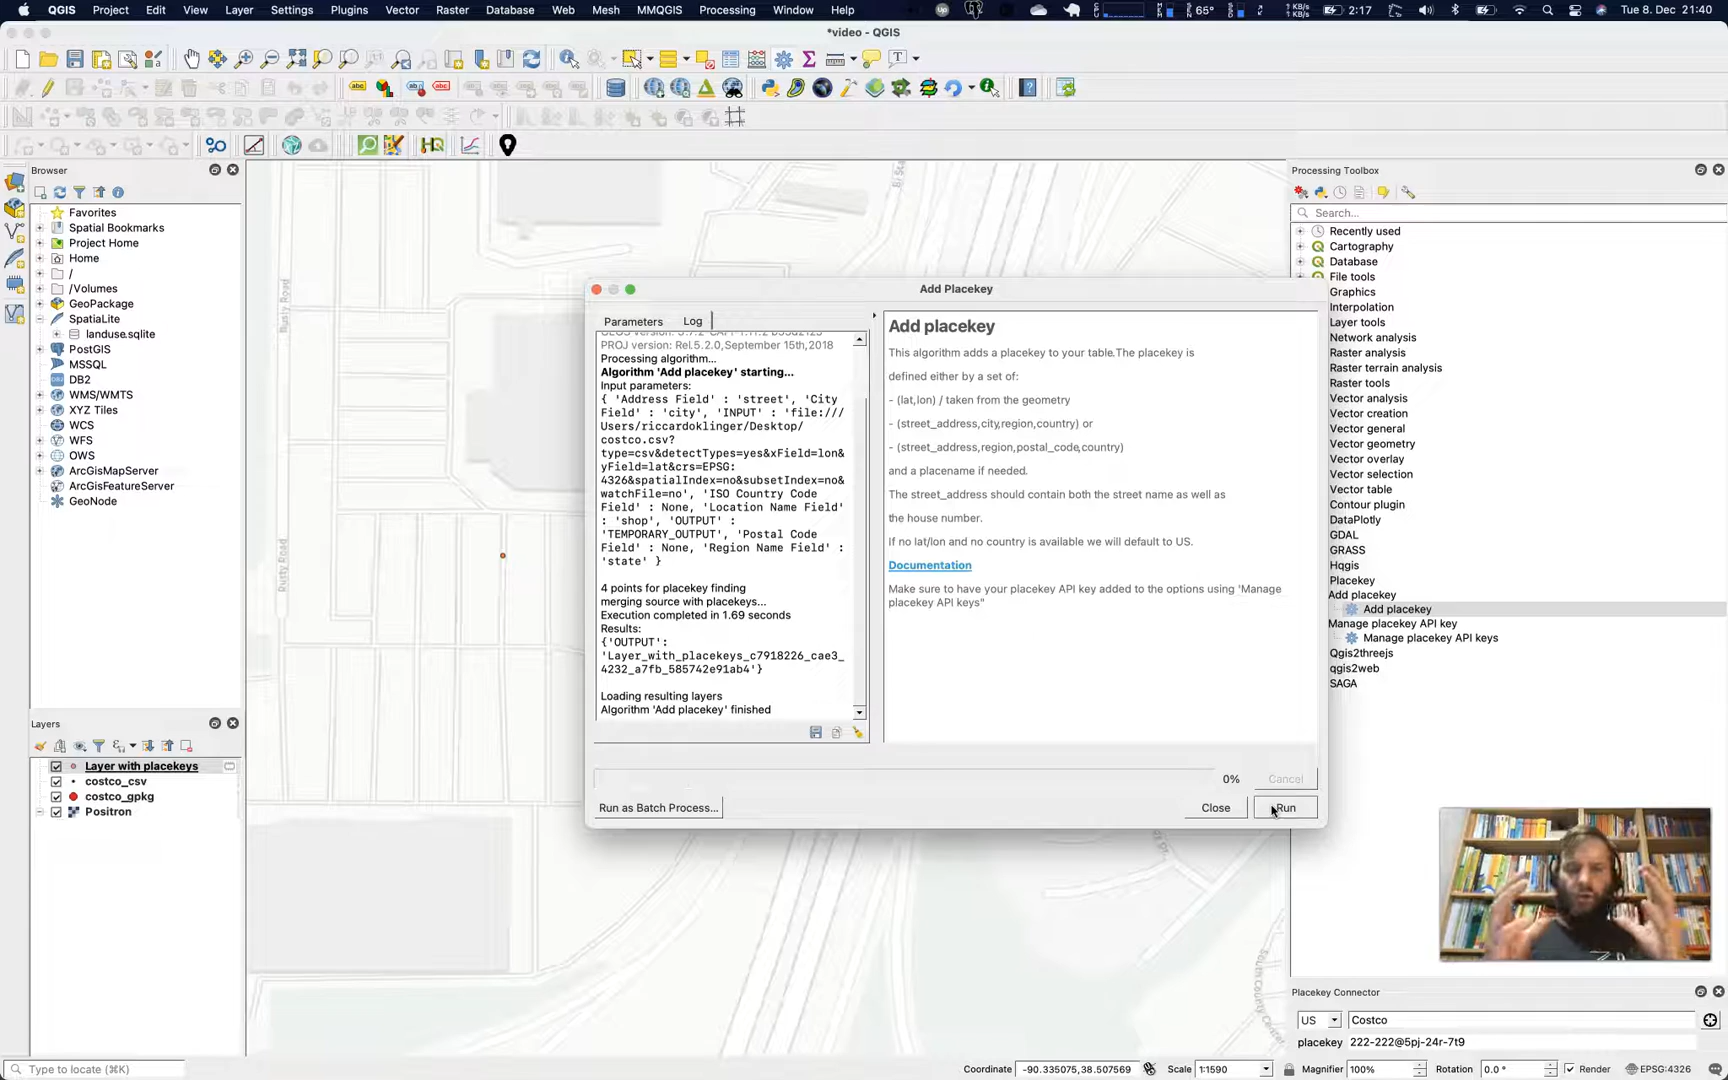 QGIS Project Edit View Layer Settings Plugins Vector Raster Database Web Mesh MMQGIS Processing Window Help
65° 2:17 Tue 8. Dec 21:40
*video - QGIS
Browser
Favorites
Spatial Bookmarks
Project Home
Home
/
/Volumes
GeoPackage
SpatiaLite
landuse.sqlite
PostGIS
MSSQL
DB2
WMS/WMTS
XYZ Tiles
WCS
WFS
OWS
ArcGisMapServer
ArcGisFeatureServer
GeoNode
Layers
Layer with placekeys
costco_csv
costco_gpkg
Positron
Rusty Road
Rusty Road
Add Placekey
Parameters Log
PROJ version: Rel.5.2.0,September 15th,2018
Processing algorithm...
Algorithm 'Add placekey' starting...
Input parameters:
{ 'Address Field' : 'street', 'City
Field' : 'city', 'INPUT' : 'file:///
Users/riccardoklinger/Desktop/
costco.csv?
type=csv&detectTypes=yes&xField=lon&
yField=lat&crs=EPSG:
4326&spatialIndex=no&subsetIndex=no&
watchFile=no', 'ISO Country Code
Field' : None, 'Location Name Field'
: 'shop', 'OUTPUT' :
'TEMPORARY_OUTPUT', 'Postal Code
Field' : None, 'Region Name Field' :
'state' }
4 points for placekey finding
merging source with placekeys...
Execution completed in 1.69 seconds
Results:
{'OUTPUT':
'Layer_with_placekeys_c7918226_cae3_
4232_a7fb_585742e91ab4'}
Loading resulting layers
Algorithm 'Add placekey' finished
Add placekey
This algorithm adds a placekey to your table.The placekey is
defined either by a set of:
- (lat,lon) / taken from the geometry
- (street_address,city,region,country) or
- (street_address,region,postal_code,country)
and a placename if needed.
The street_address should contain both the street name as well as
the house number.
If no lat/lon and no country is available we will default to US.
Documentation
Make sure to have your placekey API key added to the options using 'Manage
placekey API keys"
0% Cancel
Run as Batch Process... Close Run
Processing Toolbox
Search...
Recently used
Cartography
Database
File tools
Graphics
Interpolation
Layer tools
Network analysis
Raster analysis
Raster terrain analysis
Raster tools
Vector analysis
Vector creation
Vector general
Vector geometry
Vector overlay
Vector selection
Vector table
Contour plugin
DataPlotly
GDAL
GRASS
Hqgis
Placekey
Add placekey
Add placekey
Manage placekey API key
Manage placekey API keys
Qgis2threejs
qgis2web
SAGA
Placekey Connector
US Costco
placekey 222-222@5pj-24r-7t9
Type to locate (⌘K) Coordinate -90.335075,38.507569 Scale 1:1590 Magnifier 100% Rotation 0.0 ° Render EPSG:4326